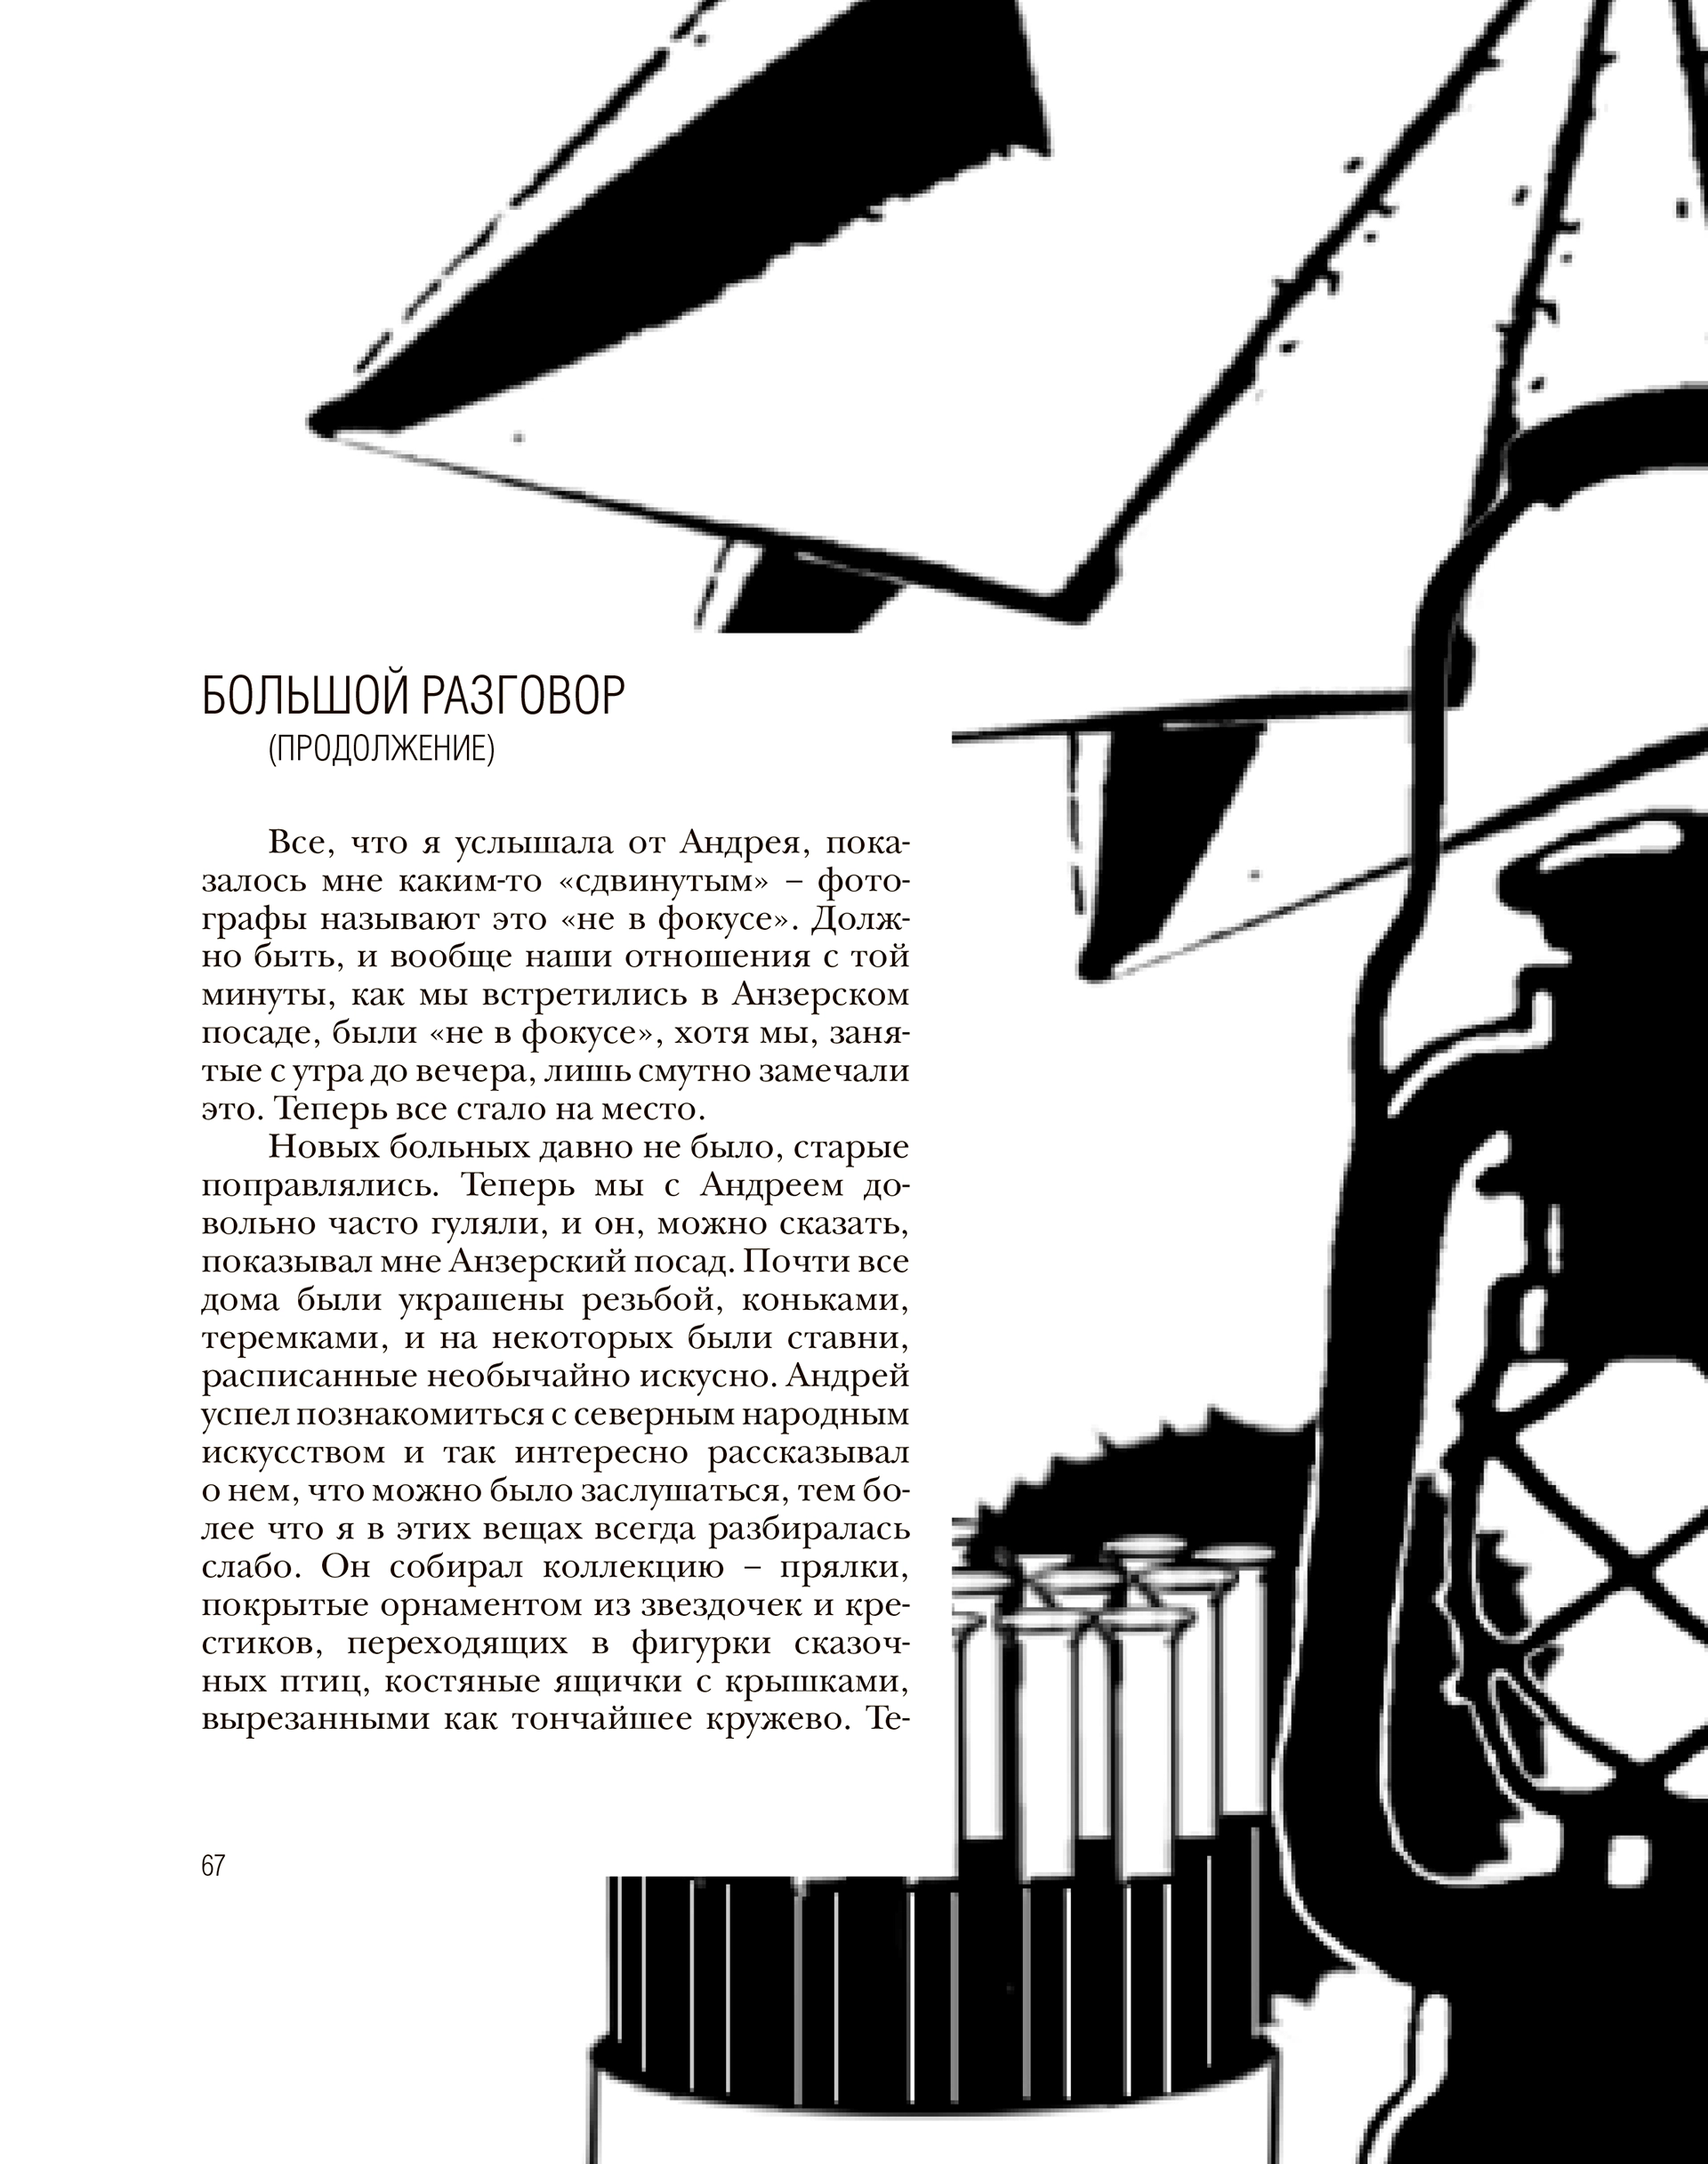 БОЛЬШОЙ РАЗГОВОР
(ПРОДОЛЖЕНИЕ)
Все, что я услышала от Андрея, пока-
залось мне каким-то «сдвинутым» – фото-
графы называют это «не в фокусе». Долж-
но быть, и вообще наши отношения с той
минуты, как мы встретились в Анзерском
посаде, были «не в фокусе», хотя мы, заня-
тые с утра до вечера, лишь смутно замечали
это. Теперь все стало на место.
Новых больных давно не было, старые
поправлялись. Теперь мы с Андреем до-
вольно часто гуляли, и он, можно сказать,
показывал мне Анзерский посад. Почти все
дома были украшены резьбой, коньками,
теремками, и на некоторых были ставни,
расписанные необычайно искусно. Андрей
успел познакомиться с северным народным
искусством и так интересно рассказывал
о нем, что можно было заслушаться, тем бо-
лее что я в этих вещах всегда разбиралась
слабо. Он собирал коллекцию – прялки,
покрытые орнаментом из звездочек и кре-
стиков, переходящих в фигурки сказоч-
ных птиц, костяные ящички с крышками,
вырезанными как тончайшее кружево. Те-
67